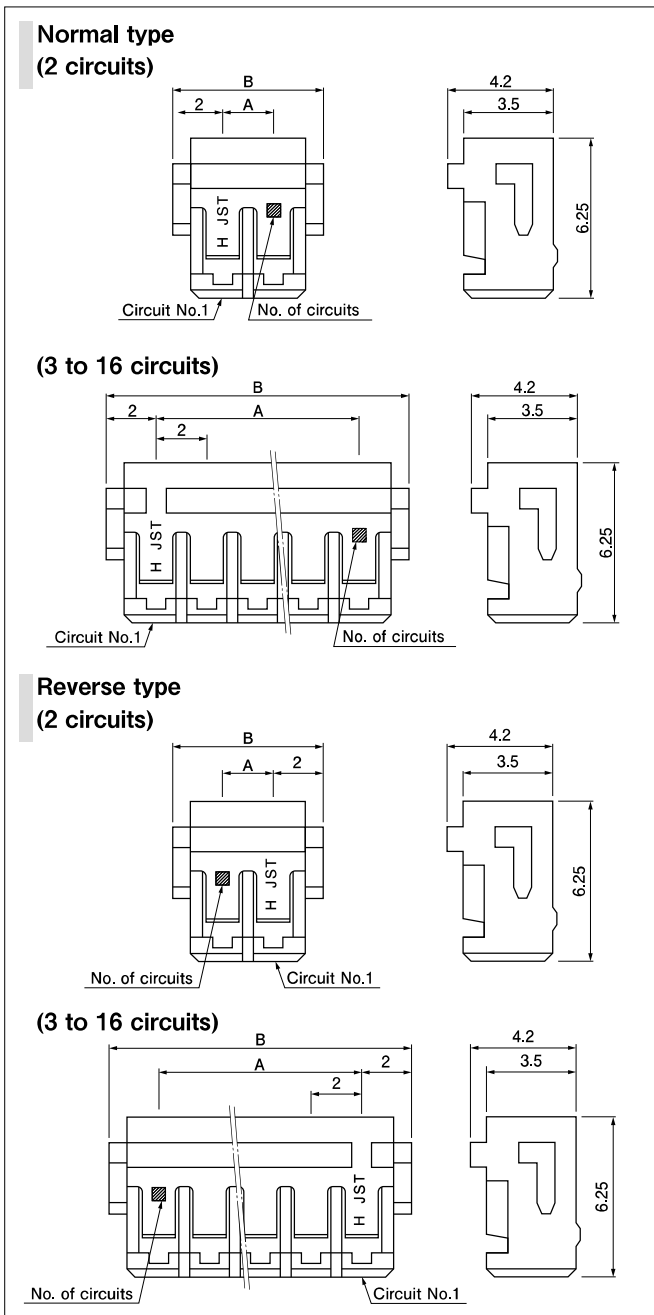 Normal type
(2 circuits)
B
2 A
4.2
3.5
6.25
H JST
Circuit No.1
No. of circuits
(3 to 16 circuits)
B
2 A
2
4.2
3.5
6.25
H JST
Circuit No.1
No. of circuits
Reverse type
(2 circuits)
B
A 2
4.2
3.5
6.25
H JST
No. of circuits
Circuit No.1
(3 to 16 circuits)
B
A 2
2
4.2
3.5
6.25
H JST
No. of circuits
Circuit No.1